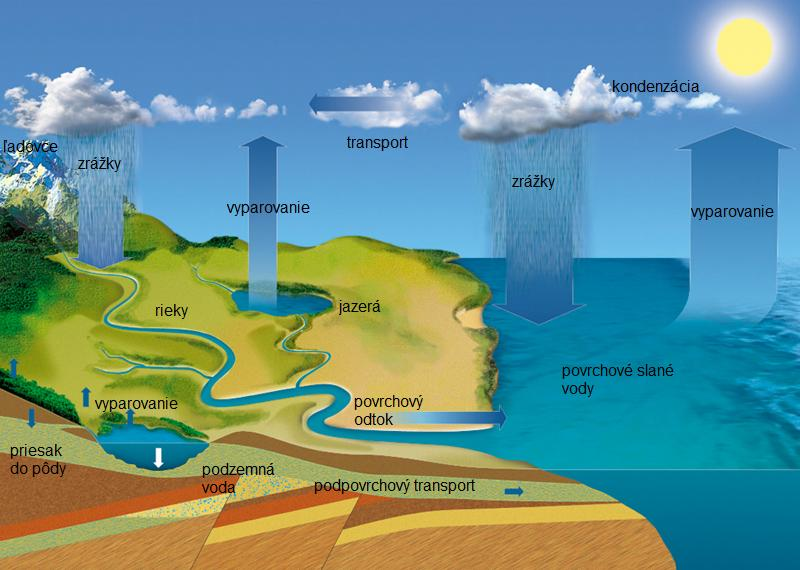 kondenzácia
transport
ľadovce
zrážky
zrážky
vyparovanie
vyparovanie
rieky
jazerá
povrchové slané
vody
povrchový
odtok
vyparovanie
priesak
do pôdy
podzemná
voda
podpovrchový transport